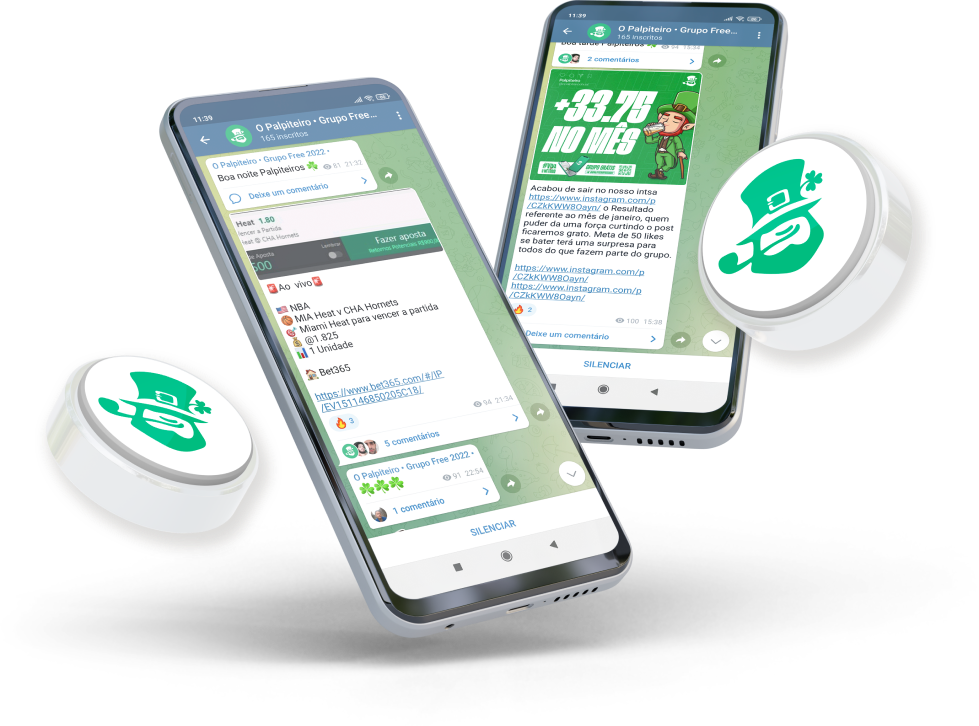 11:39
O Palpiteiro • Grupo Free...
165 inscritos
O Palpiteiro • Grupo Free 2022 •
Boa noite Palpiteiros ☘️ 81 21:32
Deixe um comentário
Heat 1.80
Vencer a Partida
Heat @ CHA Hornets
Lembrar
Fazer aposta
🚨Ao vivo🚨
🇺🇸 NBA
🏀 MIA Heat v CHA Hornets
🎯 Miami Heat para vencer a partida
💰 @1.825
📊 1 Unidade
🏠 Bet365
https://www.bet365.com/#/IP
/EV151146850205C18/
94 21:34
🔥 3
5 comentários
O Palpiteiro • Grupo Free 2022 •
☘️☘️☘️ 91 22:54
1 comentário
SILENCIAR
11:39
O Palpiteiro • Grupo Free...
165 inscritos
Boa tarde Palpiteiros ☘️ 94 15:34
2 comentários
Palpiteiro
+33.75
NO MÊS
GRUPO GRÁTIS
Acabou de sair no nosso intsa
https://www.instagram.com/p
/CZkKWW8Oayn/ o Resultado
referente ao mês de janeiro, quem
puder da uma força curtindo o post
ficaremos grato. Meta de 50 likes
se bater terá uma surpresa para
todos do que fazem parte do grupo.
https://www.instagram.com/p
/CZkKWW8Oayn/
https://www.instagram.com/p
/CZkKWW8Oayn/
🔥 2
100 15:38
Deixe um comentário
SILENCIAR